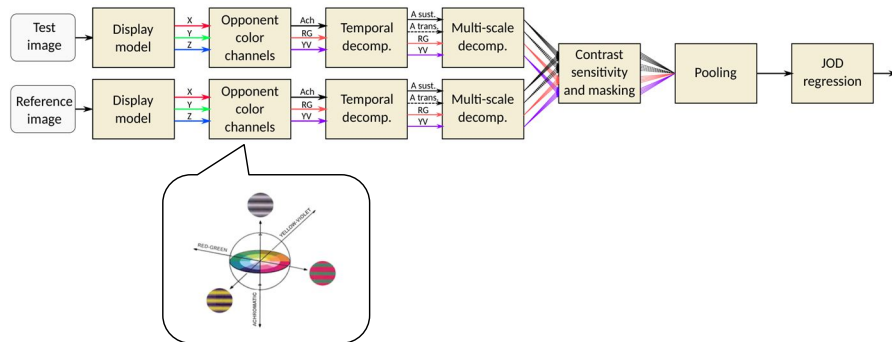 Test
image
Display
model
X
Y
Z
Opponent
color
channels
Ach
RG
YV
Temporal
decomp.
A sust.
A trans.
RG
YV
Multi-scale
decomp.
Reference
image
Display
model
X
Y
Z
Opponent
color
channels
Ach
RG
YV
Temporal
decomp.
A sust.
A trans.
RG
YV
Multi-scale
decomp.
Contrast
sensitivity
and masking
Pooling
JOD
regression
YELLOW-VIOLET
RED-GREEN
ACHROMATIC